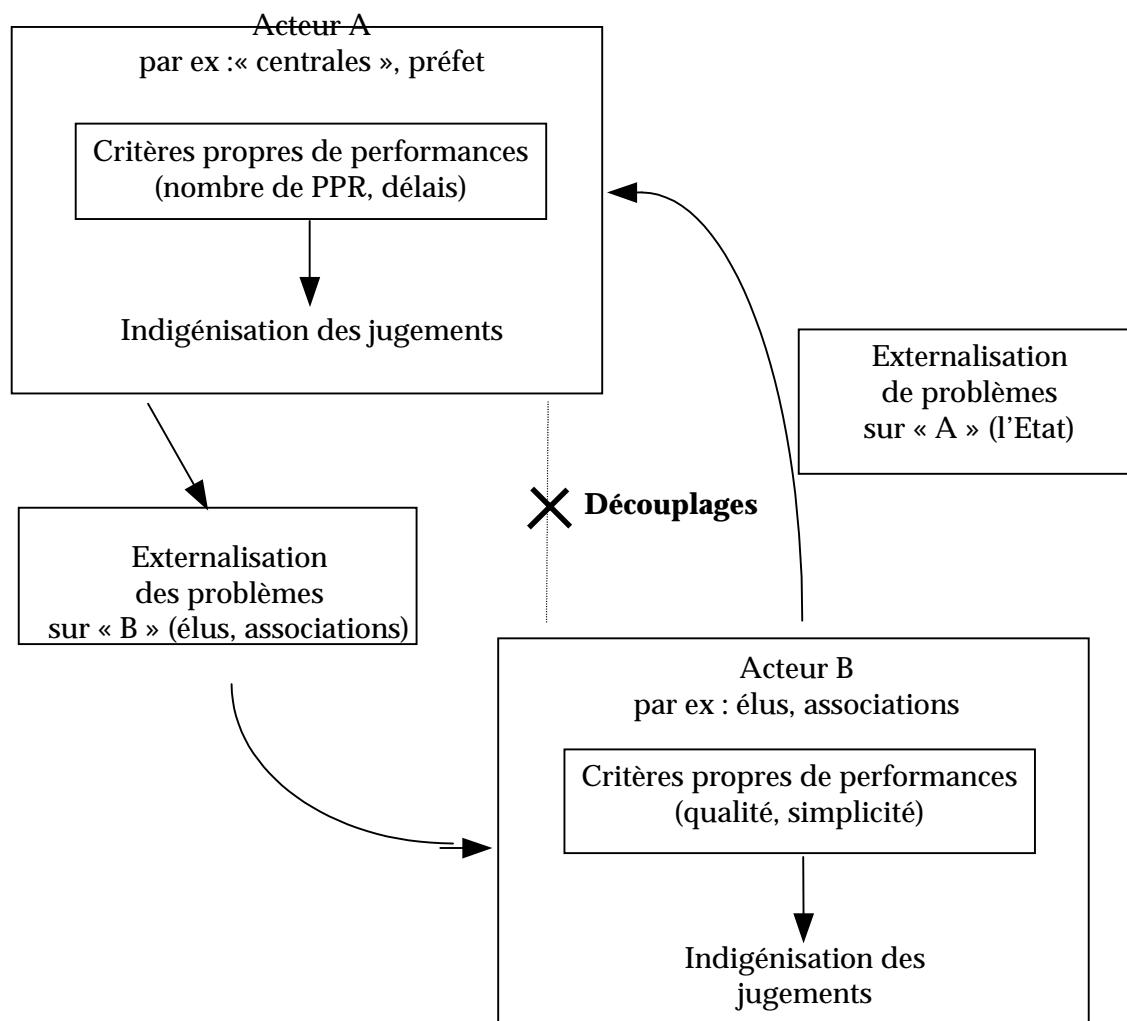 Acteur A
par ex :« centrales », préfet
Critères propres de performances
(nombre de PPR, délais)
Indigénisation des jugements
Externalisation
de problèmes
sur « A » (l’Etat)
Découplages
Externalisation
des problèmes
sur « B » (élus, associations)
Acteur B
par ex : élus, associations
Critères propres de performances
(qualité, simplicité)
Indigénisation des
jugements